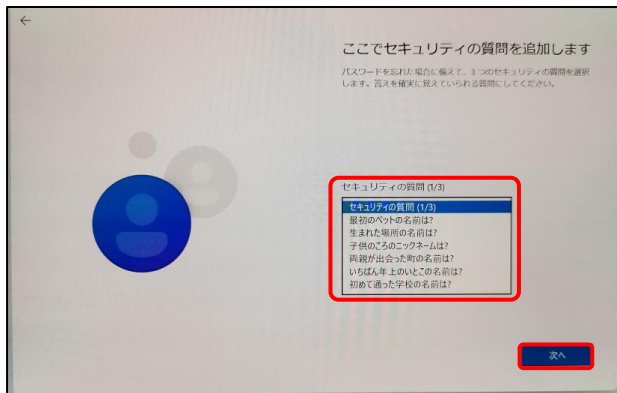 ←
ここでセキュリティの質問を追加します
パスワードを忘れた場合に備えて、3 つのセキュリティの質問を選択
します。答えを確実に覚えていられる質問にしてください。
セキュリティの質問 (1/3)
セキュリティの質問 (1/3)
最初のペットの名前は?
生まれた場所の名前は?
子供のころのニックネームは?
両親が出会った町の名前は?
いちばん年上のいとこの名前は?
初めて通った学校の名前は?
次へ